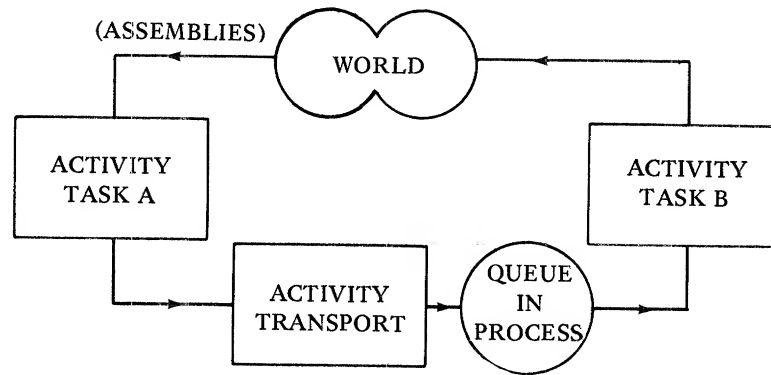 (ASSEMBLIES)
WORLD
ACTIVITY
TASK A
ACTIVITY
TASK B
ACTIVITY
TRANSPORT
QUEUE
IN
PROCESS